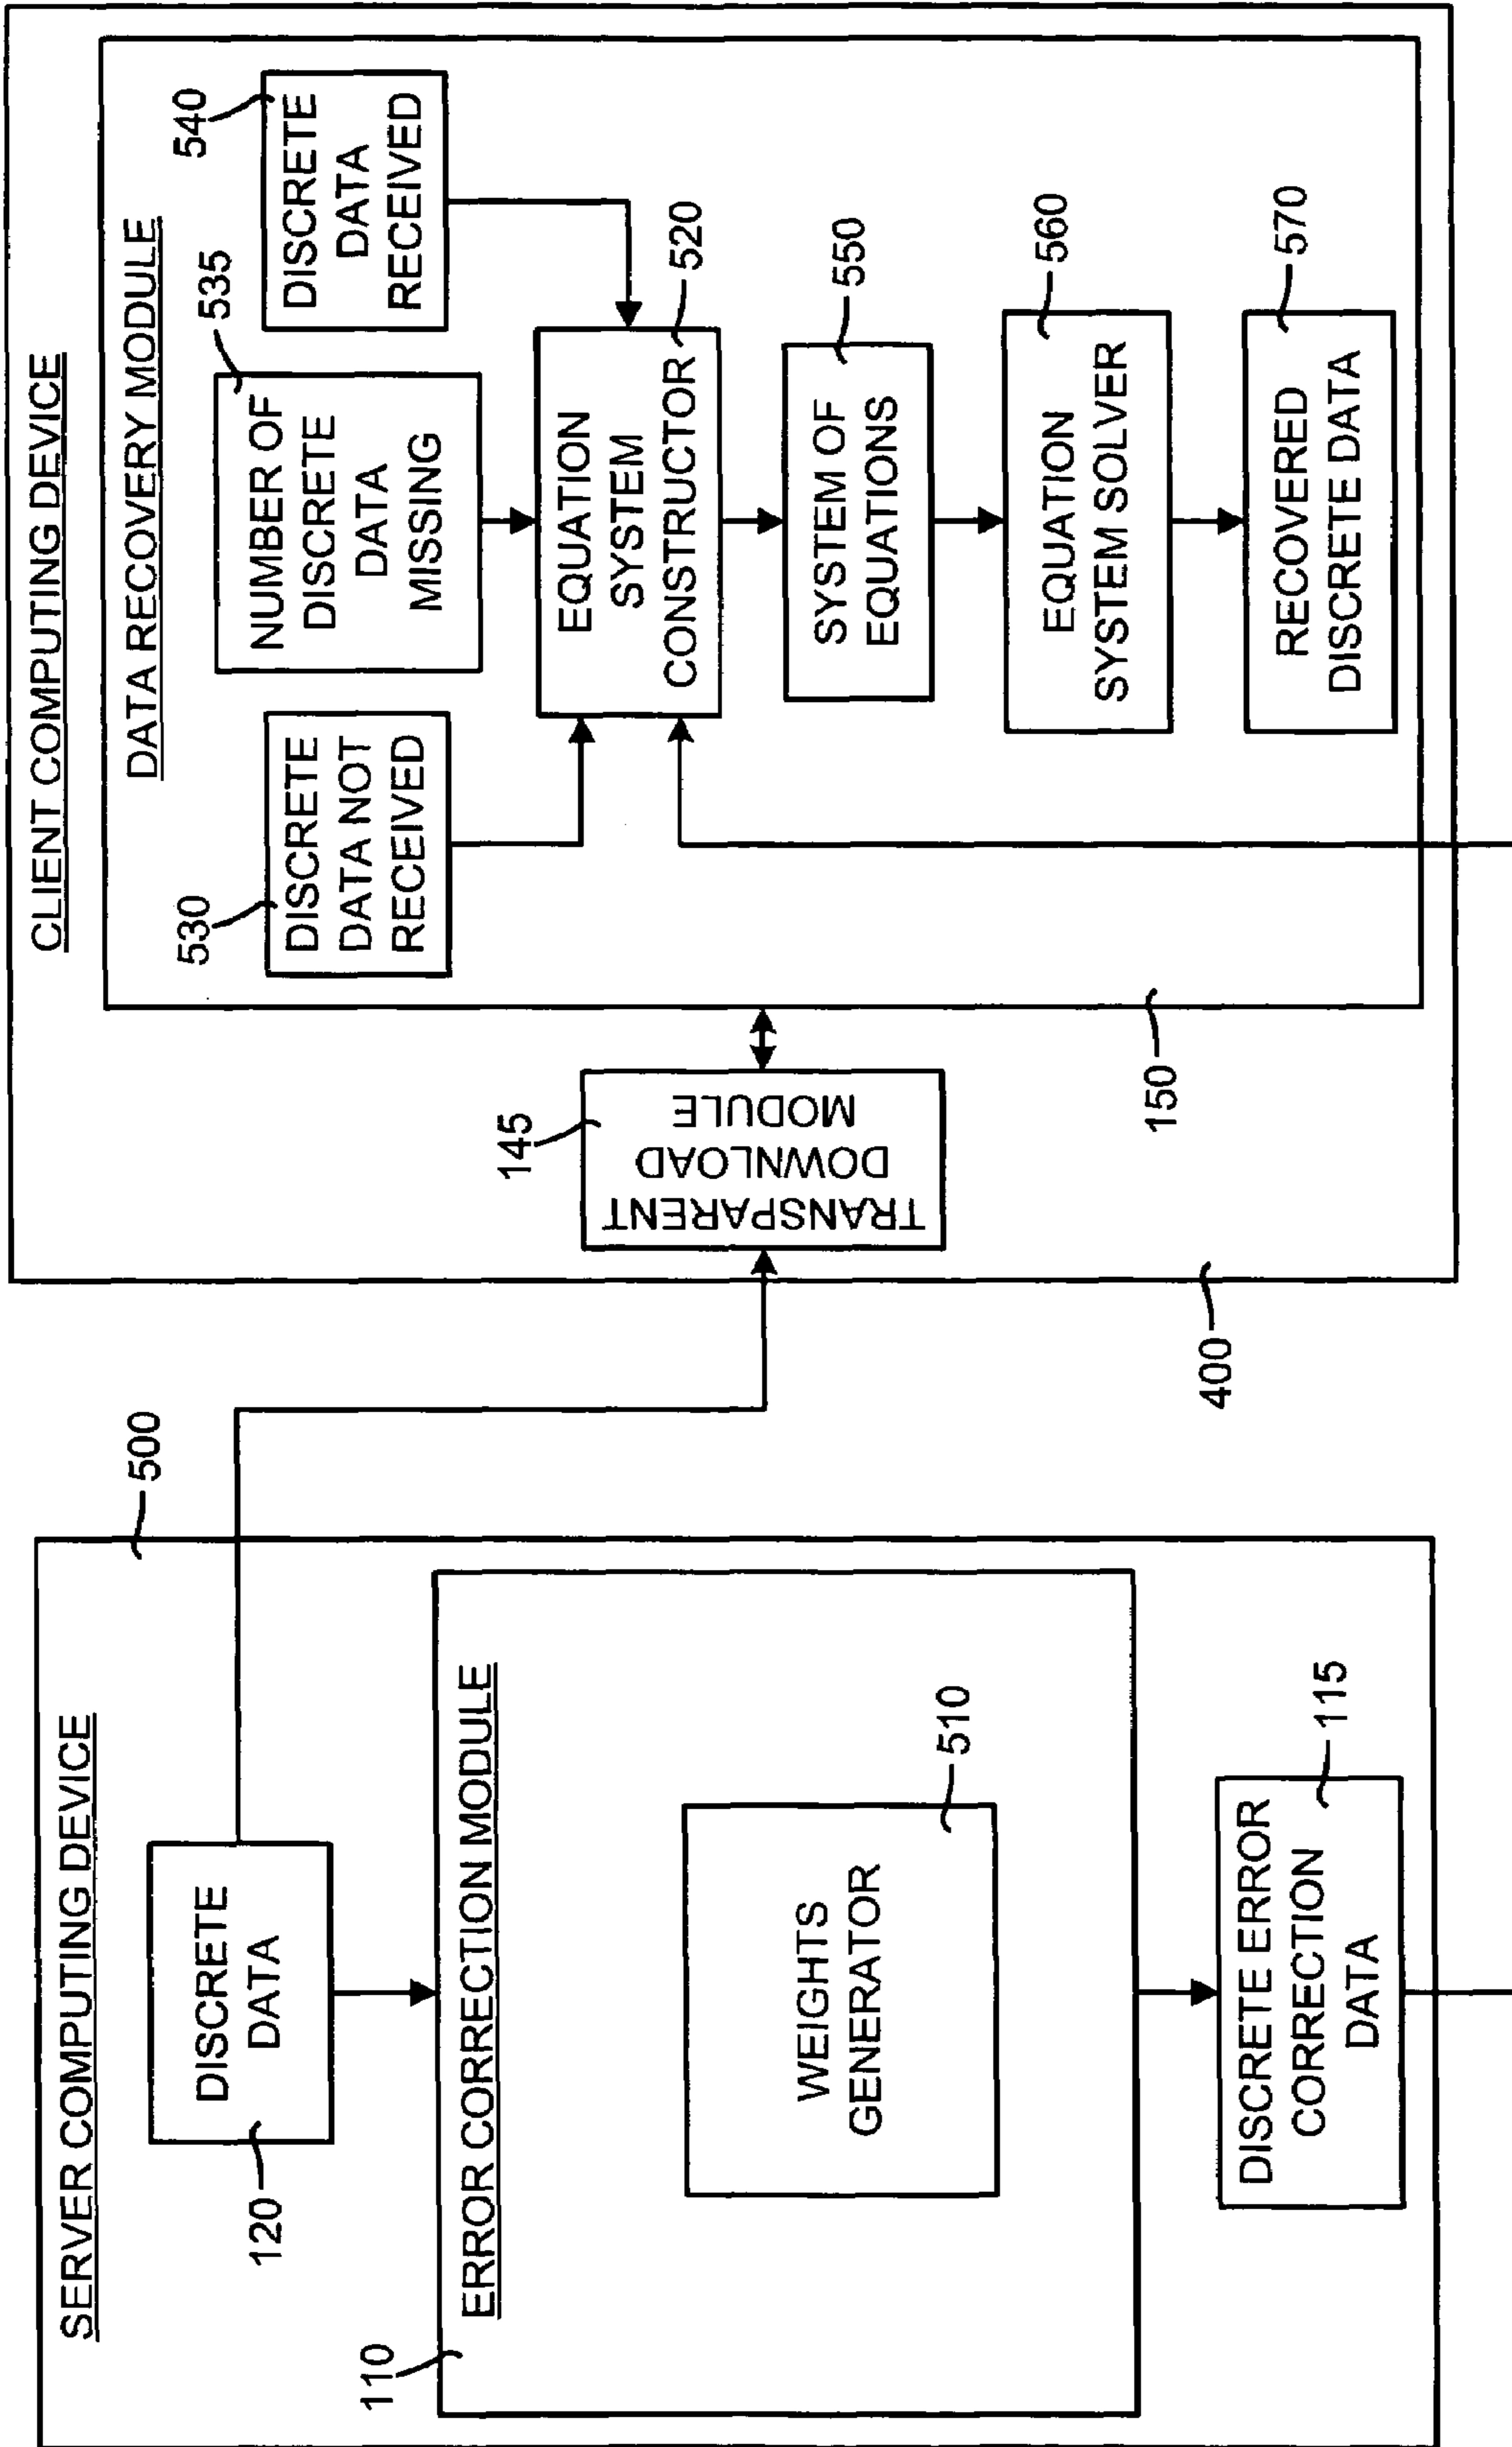 SERVER COMPUTING DEVICE
500
DISCRETE
DATA
120
110
ERROR CORRECTION MODULE
WEIGHTS
GENERATOR
510
DISCRETE ERROR
CORRECTION
DATA
115
CLIENT COMPUTING DEVICE
400
TRANSPARENT
DOWNLOAD
MODULE
145
DATA RECOVERY MODULE
150
530
DISCRETE
DATA NOT
RECEIVED
535
NUMBER OF
DISCRETE
DATA
MISSING
540
DISCRETE
DATA
RECEIVED
EQUATION
SYSTEM
CONSTRUCTOR
520
SYSTEM OF
EQUATIONS
550
EQUATION
SYSTEM SOLVER
560
RECOVERED
DISCRETE DATA
570